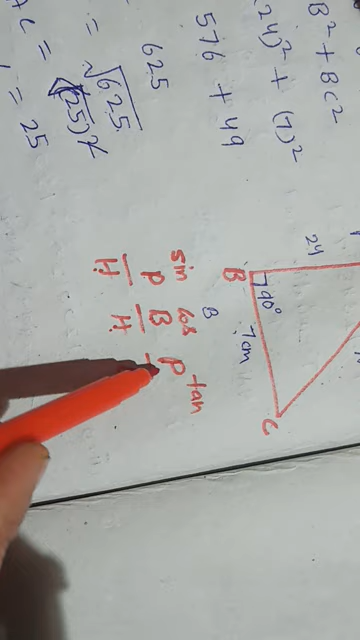 B² + BC²
24)² + (7)²
576 + 49
625
AC = √625
= √(25)²
= 25
24
B 90°
7cm
C
B
sin cos tan
P B P
H H